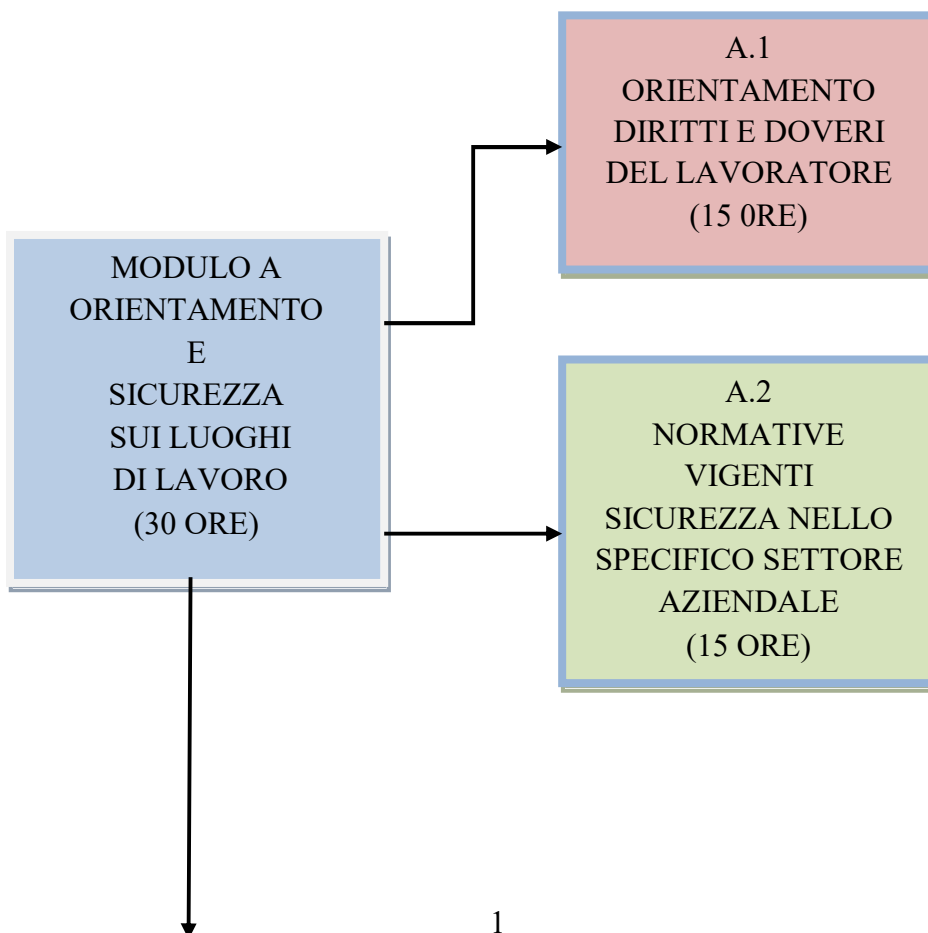 MODULO A
ORIENTAMENTO
E
SICUREZZA
SUI LUOGHI
DI LAVORO
(30 ORE)
A.1
ORIENTAMENTO
DIRITTI E DOVERI
DEL LAVORATORE
(15 0RE)
A.2
NORMATIVE
VIGENTI
SICUREZZA NELLO
SPECIFICO SETTORE
AZIENDALE
(15 ORE)
1